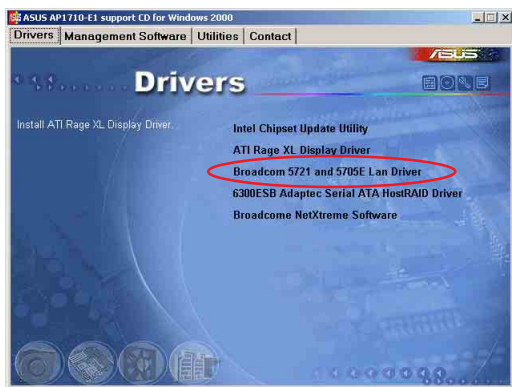 ASUS AP1710-E1 support CD for Windows 2000
Drivers Management Software Utilities Contact
/SUS
Drivers
Install ATI Rage XL Display Driver.
Intel Chipset Update Utility
ATI Rage XL Display Driver
Broadcom 5721 and 5705E Lan Driver
6300ESB Adaptec Serial ATA HostRAID Driver
Broadcome NetXtreme Software